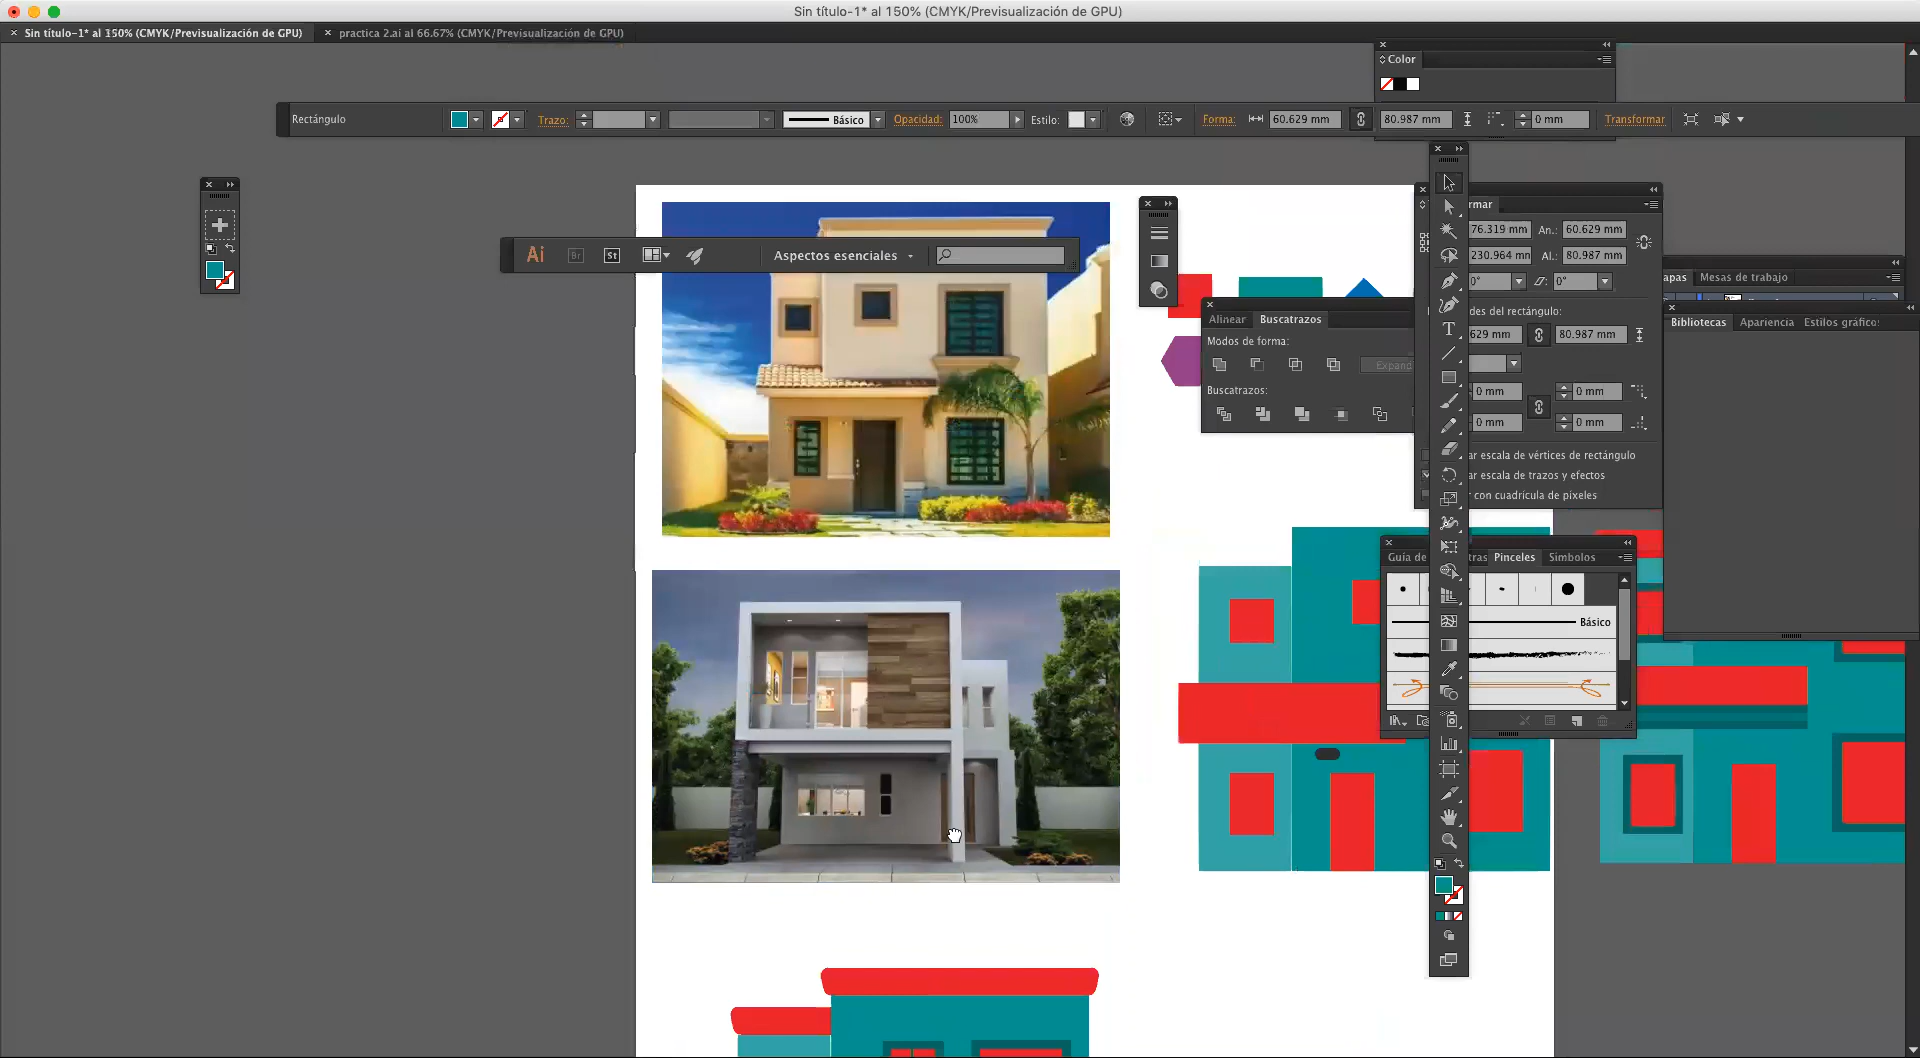 Sin título-1* al 150% (CMYK/Previsualización de GPU)
Sin título-1* al 150% (CMYK/Previsualización de GPU)
practica 2.ai al 66.67% (CMYK/Previsualización de GPU)
Color
Rectángulo
Trazo:
Básico
Opacidad:
100%
Estilo:
Forma:
60.629 mm
80.987 mm
0 mm
Transformar
Ai
Br
St
Aspectos esenciales
rmar
76.319 mm
An.:
60.629 mm
230.964 mm
Al.:
80.987 mm
0°
0°
des del rectángulo:
629 mm
80.987 mm
0 mm
0 mm
0 mm
0 mm
ar escala de vértices de rectángulo
ar escala de trazos y efectos
r con cuadrícula de píxeles
apas
Mesas de trabajo
Bibliotecas
Apariencia
Estilos gráfico:
Alinear
Buscatrazos
Modos de forma:
Expand
Buscatrazos:
Guía de
tras
Pinceles
Símbolos
Básico
T